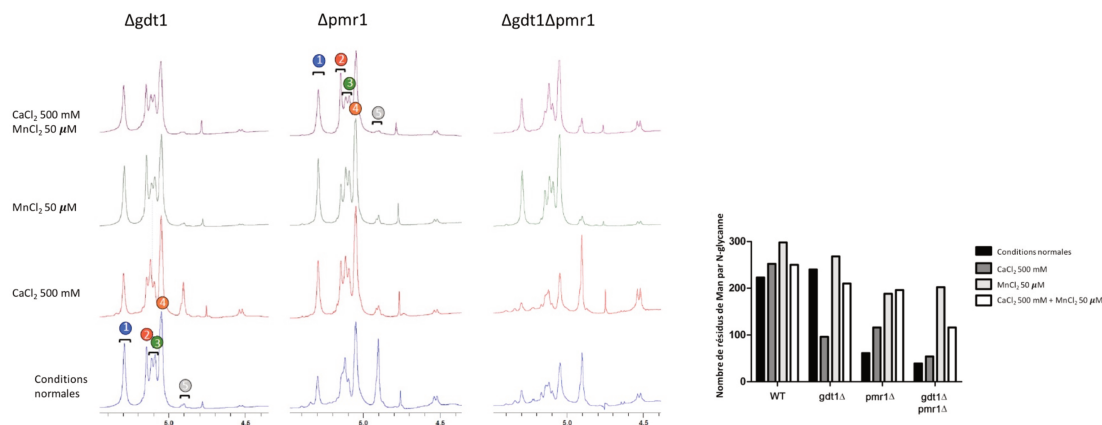 Δgdt1
Δpmr1
Δgdt1Δpmr1
1
2
3
4
5
CaCl₂ 500 mM
MnCl₂ 50 µM
MnCl₂ 50 µM
CaCl₂ 500 mM
4
1
2
3
5
Conditions
normales
5.0
4.5
5.0
4.5
5.0
4.5
Nombre de résidus de Man par N-glycanne
300
200
100
0
WT
gdt1Δ
pmr1Δ
gdt1Δ
pmr1Δ
Conditions normales
CaCl₂ 500 mM
MnCl₂ 50 µM
CaCl₂ 500 mM + MnCl₂ 50 µM